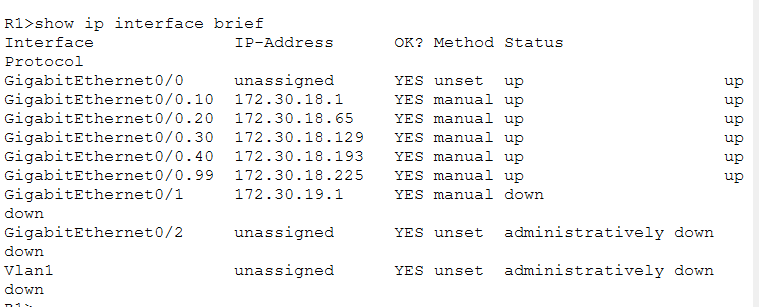 R1>show ip interface brief
Interface IP-Address OK? Method Status
Protocol
GigabitEthernet0/0 unassigned YES unset up up
GigabitEthernet0/0.10 172.30.18.1 YES manual up up
GigabitEthernet0/0.20 172.30.18.65 YES manual up up
GigabitEthernet0/0.30 172.30.18.129 YES manual up up
GigabitEthernet0/0.40 172.30.18.193 YES manual up up
GigabitEthernet0/0.99 172.30.18.225 YES manual up up
GigabitEthernet0/1 172.30.19.1 YES manual down
down
GigabitEthernet0/2 unassigned YES unset administratively down
down
Vlan1 unassigned YES unset administratively down
down
R1>